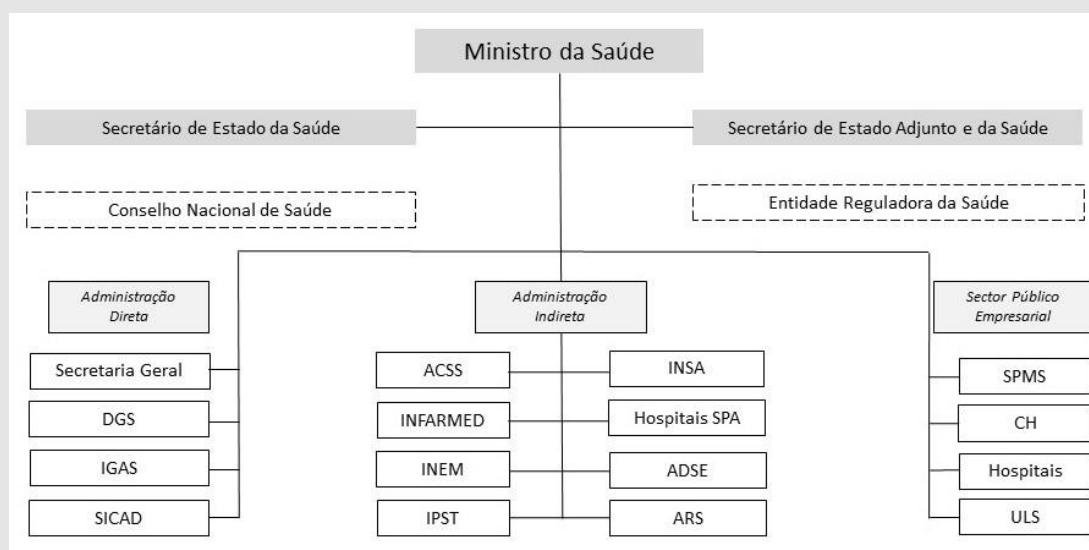 Ministro da Saúde
Secretário de Estado da Saúde
Secretário de Estado Adjunto e da Saúde
Conselho Nacional de Saúde
Entidade Reguladora da Saúde
Administração
Direta
Administração
Indireta
Sector Público
Empresarial
Secretaria Geral
DGS
IGAS
SICAD
ACSS
INFARMED
INEM
IPST
INSA
Hospitais SPA
ADSE
ARS
SPMS
CH
Hospitais
ULS